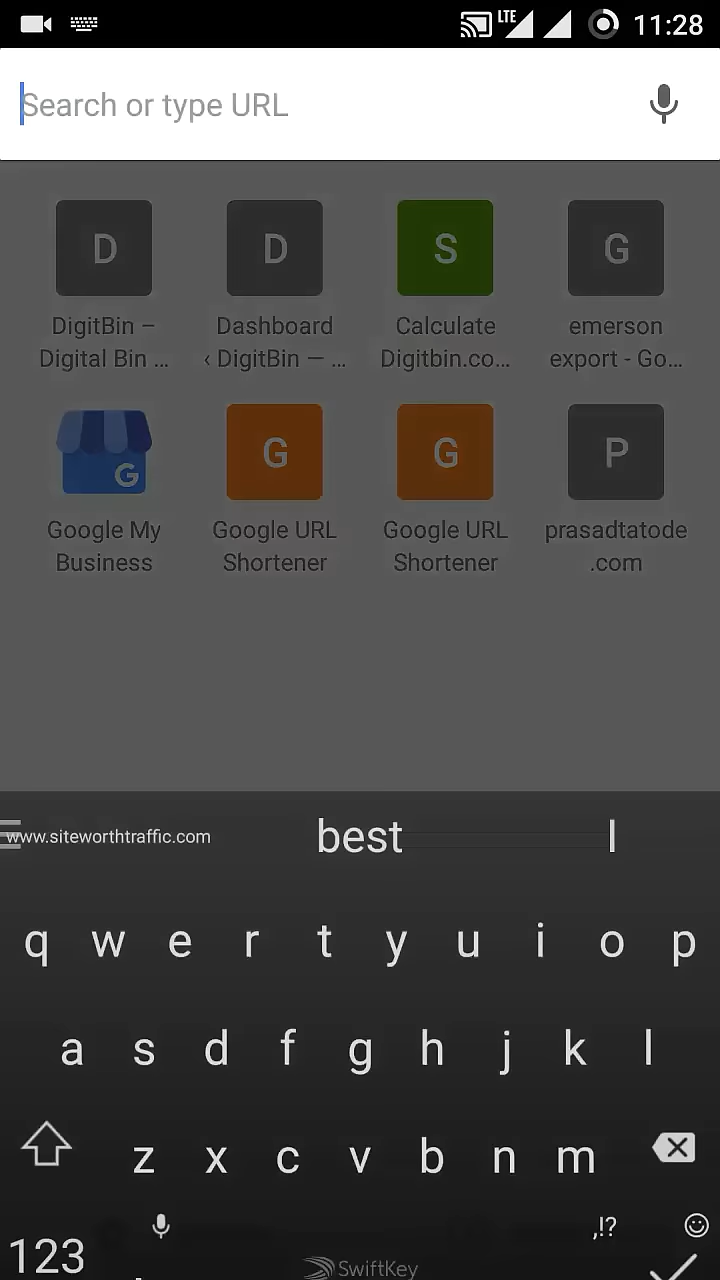 LTE 11:28
Search or type URL
D D S G
DigitBin – Dashboard Calculate emerson
Digital Bin ... ‹ DigitBin — ... Digitbin.co... export - Go...
G G G P
Google My Google URL Google URL prasadtatode
Business Shortener Shortener .com
www.siteworthtraffic.com best I
q w e r t y u i o p
a s d f g h j k l
z x c v b n m
,!?
123 SwiftKey